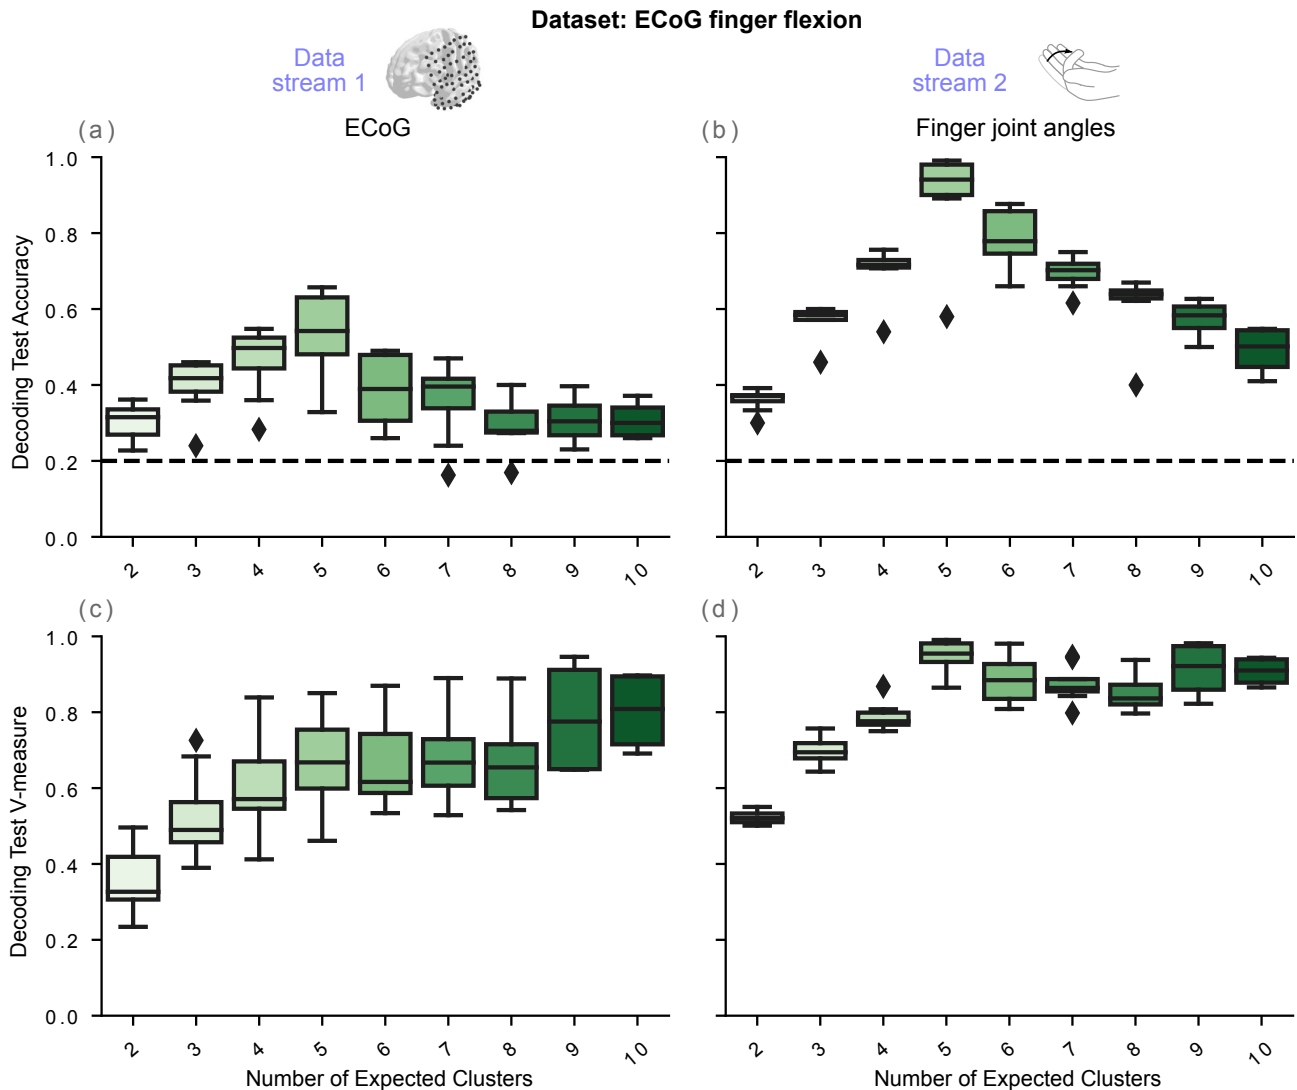 Dataset: ECoG finger flexion
Data
stream 1
Data
stream 2
(a)
ECoG
(b)
Finger joint angles
Decoding Test Accuracy
1.0
0.8
0.6
0.4
0.2
0.0
2 3 4 5 6 7 8 9 10
2 3 4 5 6 7 8 9 10
(c)
(d)
Decoding Test V-measure
1.0
0.8
0.6
0.4
0.2
0.0
2 3 4 5 6 7 8 9 10
2 3 4 5 6 7 8 9 10
Number of Expected Clusters
Number of Expected Clusters